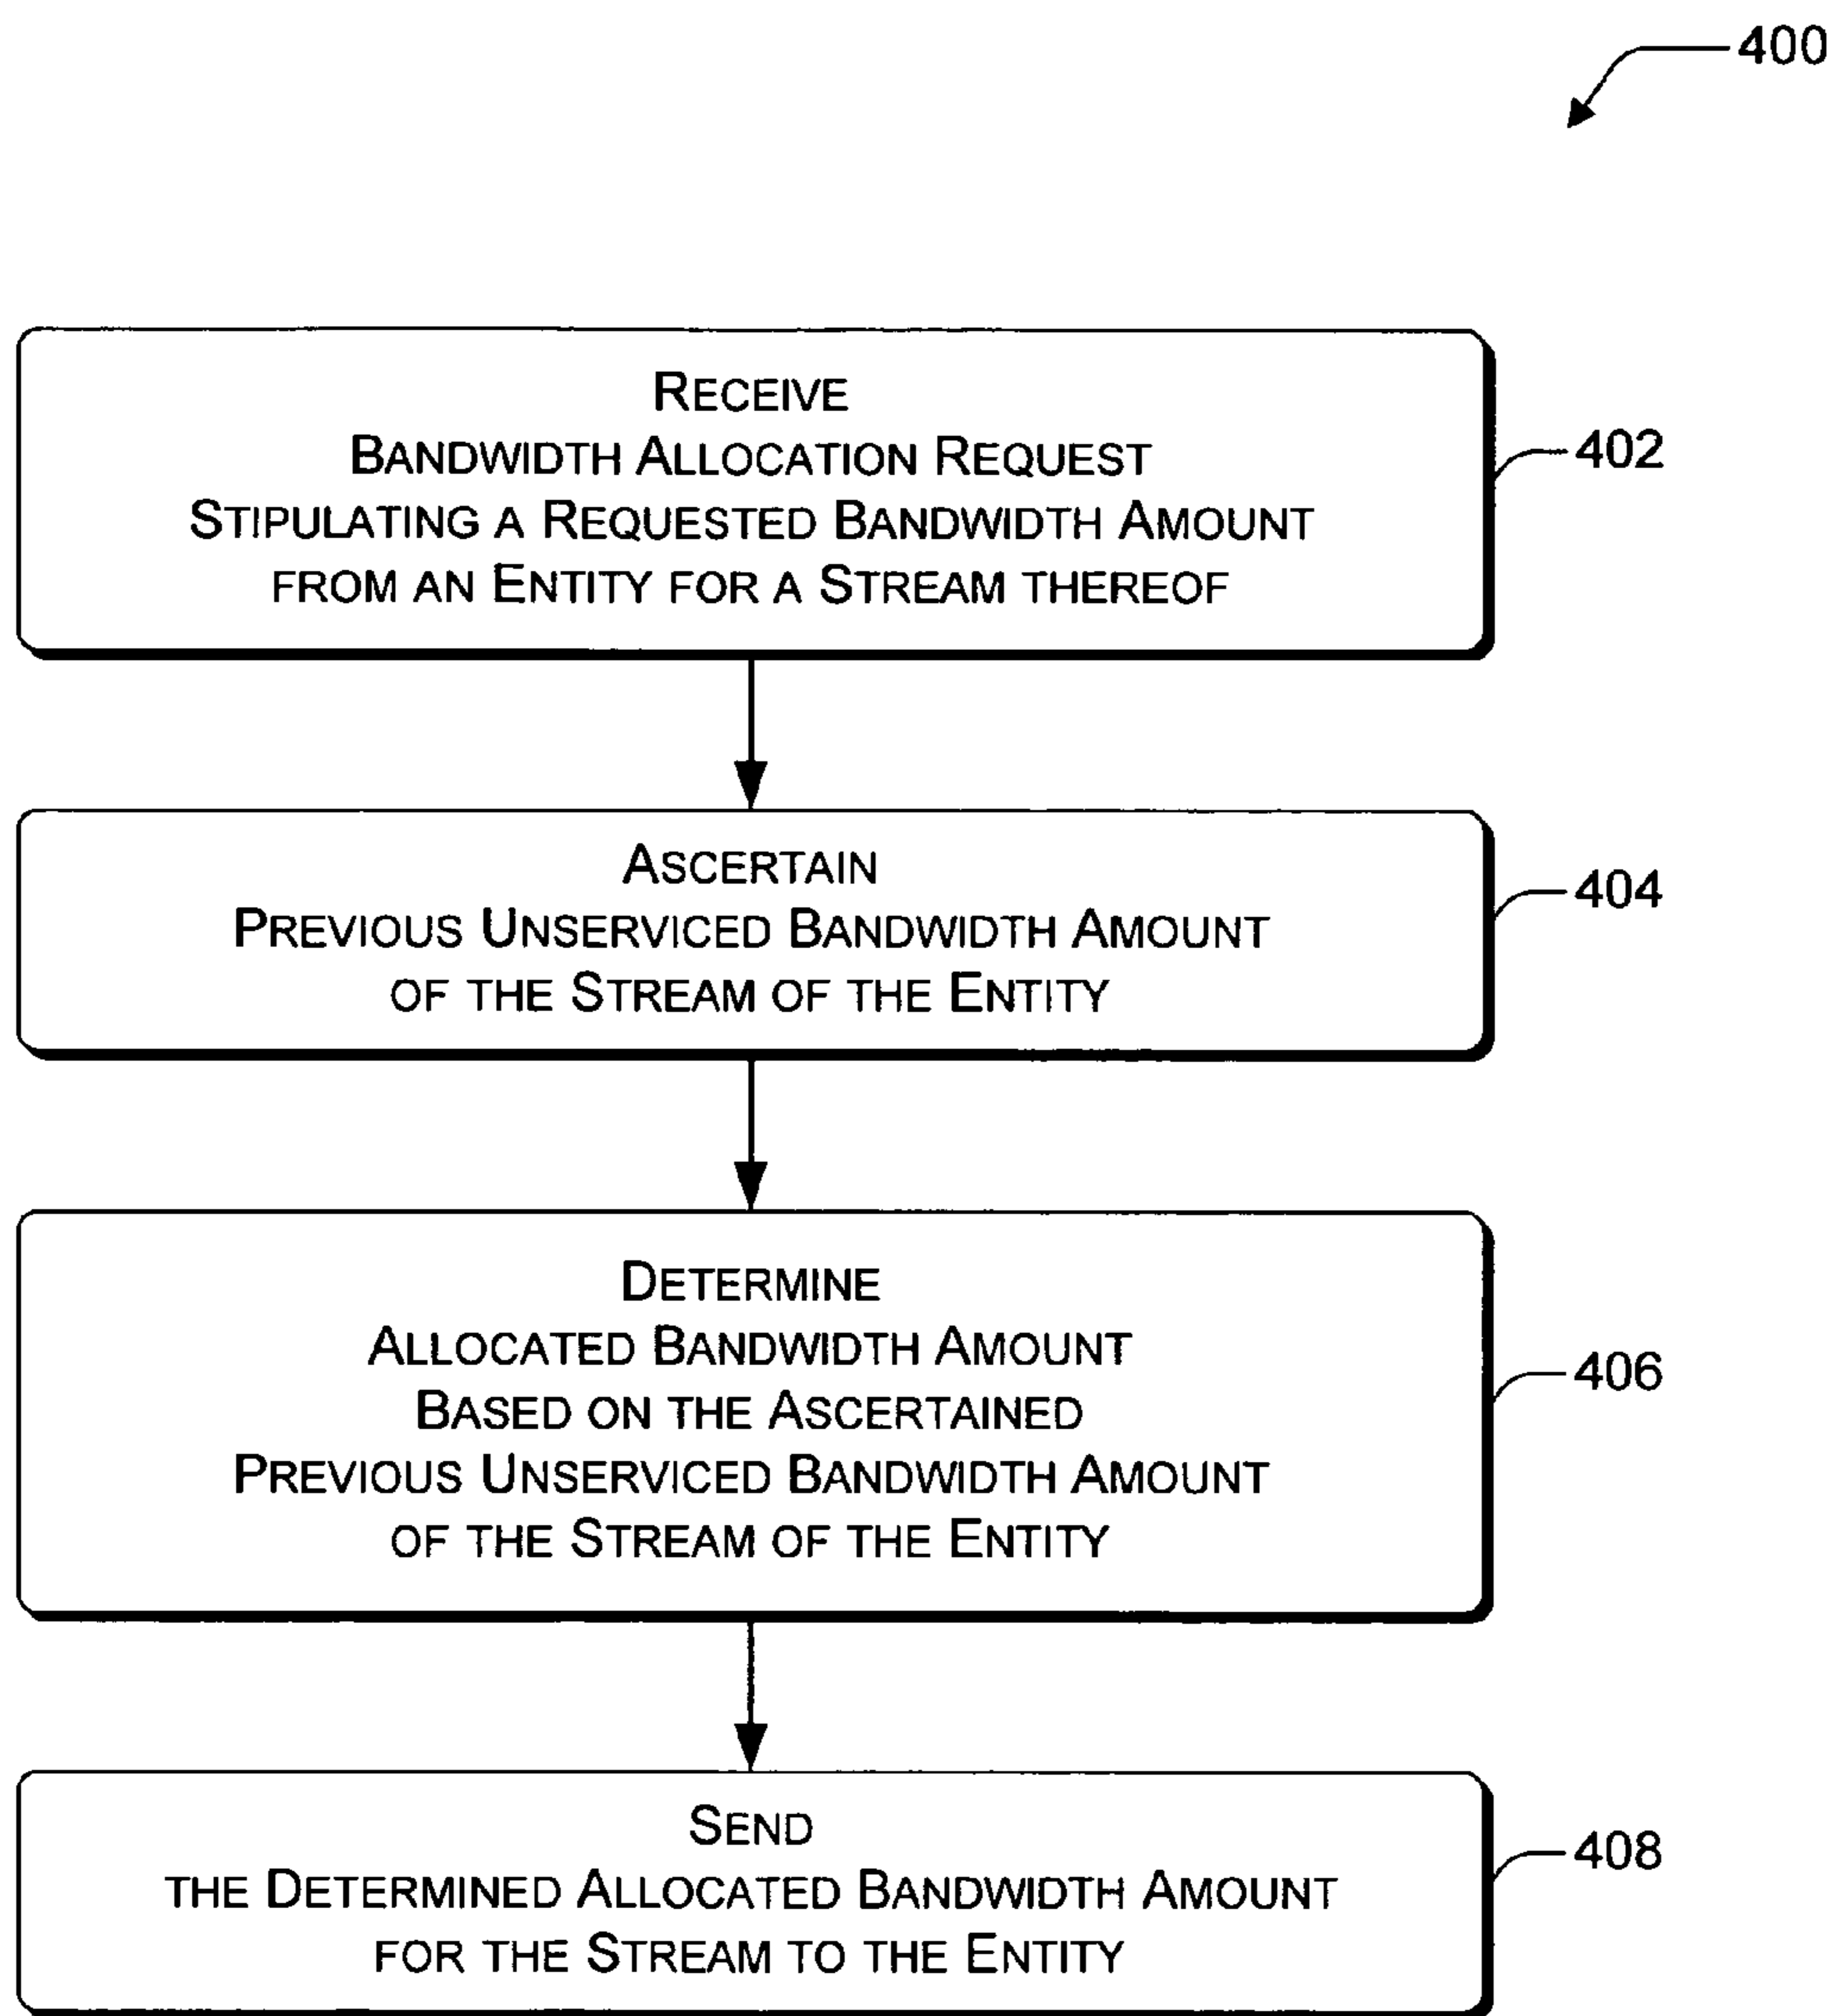 400
RECEIVE
BANDWIDTH ALLOCATION REQUEST
STIPULATING A REQUESTED BANDWIDTH AMOUNT
FROM AN ENTITY FOR A STREAM THEREOF
402
ASCERTAIN
PREVIOUS UNSERVICED BANDWIDTH AMOUNT
OF THE STREAM OF THE ENTITY
404
DETERMINE
ALLOCATED BANDWIDTH AMOUNT
BASED ON THE ASCERTAINED
PREVIOUS UNSERVICED BANDWIDTH AMOUNT
OF THE STREAM OF THE ENTITY
406
SEND
THE DETERMINED ALLOCATED BANDWIDTH AMOUNT
FOR THE STREAM TO THE ENTITY
408